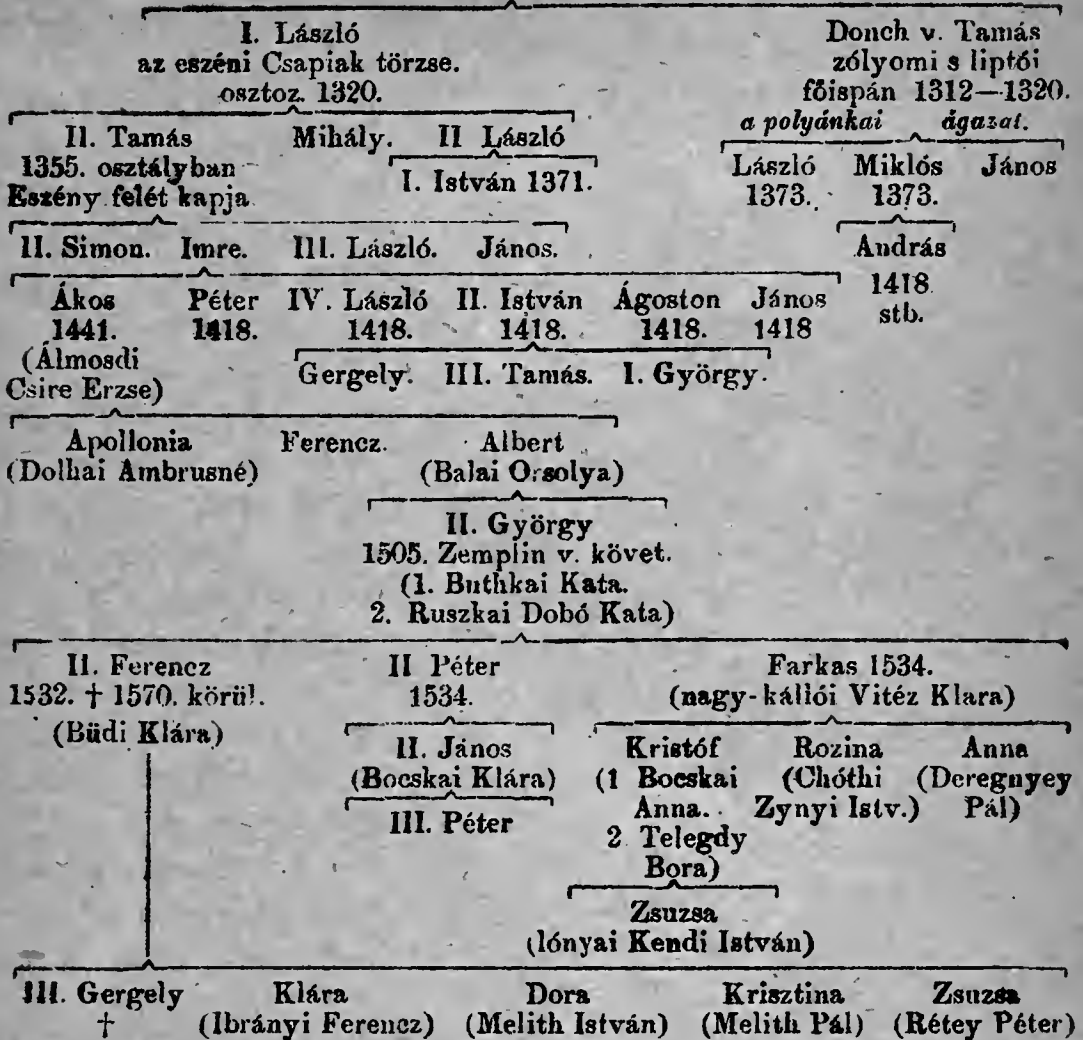 I. László Donch v. Tamás
az eszéni Csapiak törzse. zólyomi s liptói
osztoz. 1320. főispán 1312—1320.
a polyánkai ágazat.
II. Tamás Mihály. II László
1355. osztályban
Eszény felét kapja
I. István 1371.
László Miklós János
1373. 1373.
II. Simon. Imre. III. László. János. András
1418.
stb.
Ákos Péter IV. László II. István Ágoston János
1441. 1418. 1418. 1418. 1418. 1418
(Álmosdi
Csire Erzse)
Gergely. III. Tamás. I. György.
Apollonia Ferencz. Albert
(Dolhai Ambrusné) (Balai Orsolya)
II. György
1505. Zemplin v. követ.
(1. Buthkai Kata.
2. Ruszkai Dobó Kata)
II. Ferencz II Péter Farkas 1534.
1532. † 1570. körül. 1534. (nagy-kállói Vitéz Klara)
(Büdi Klára)
II. János Kristóf Rozina Anna
(Bocskai Klára) (1 Bocskai (Chóthi (Deregnyey
Anna. Zynyi Istv.) Pál)
III. Péter
2 Telegdy
Bora)
Zsuzsa
(lónyai Kendi István)
III. Gergely Klára Dora Krisztina Zsuzsa
† (Ibrányi Ferencz) (Melith István) (Melith Pál) (Rétey Péter)